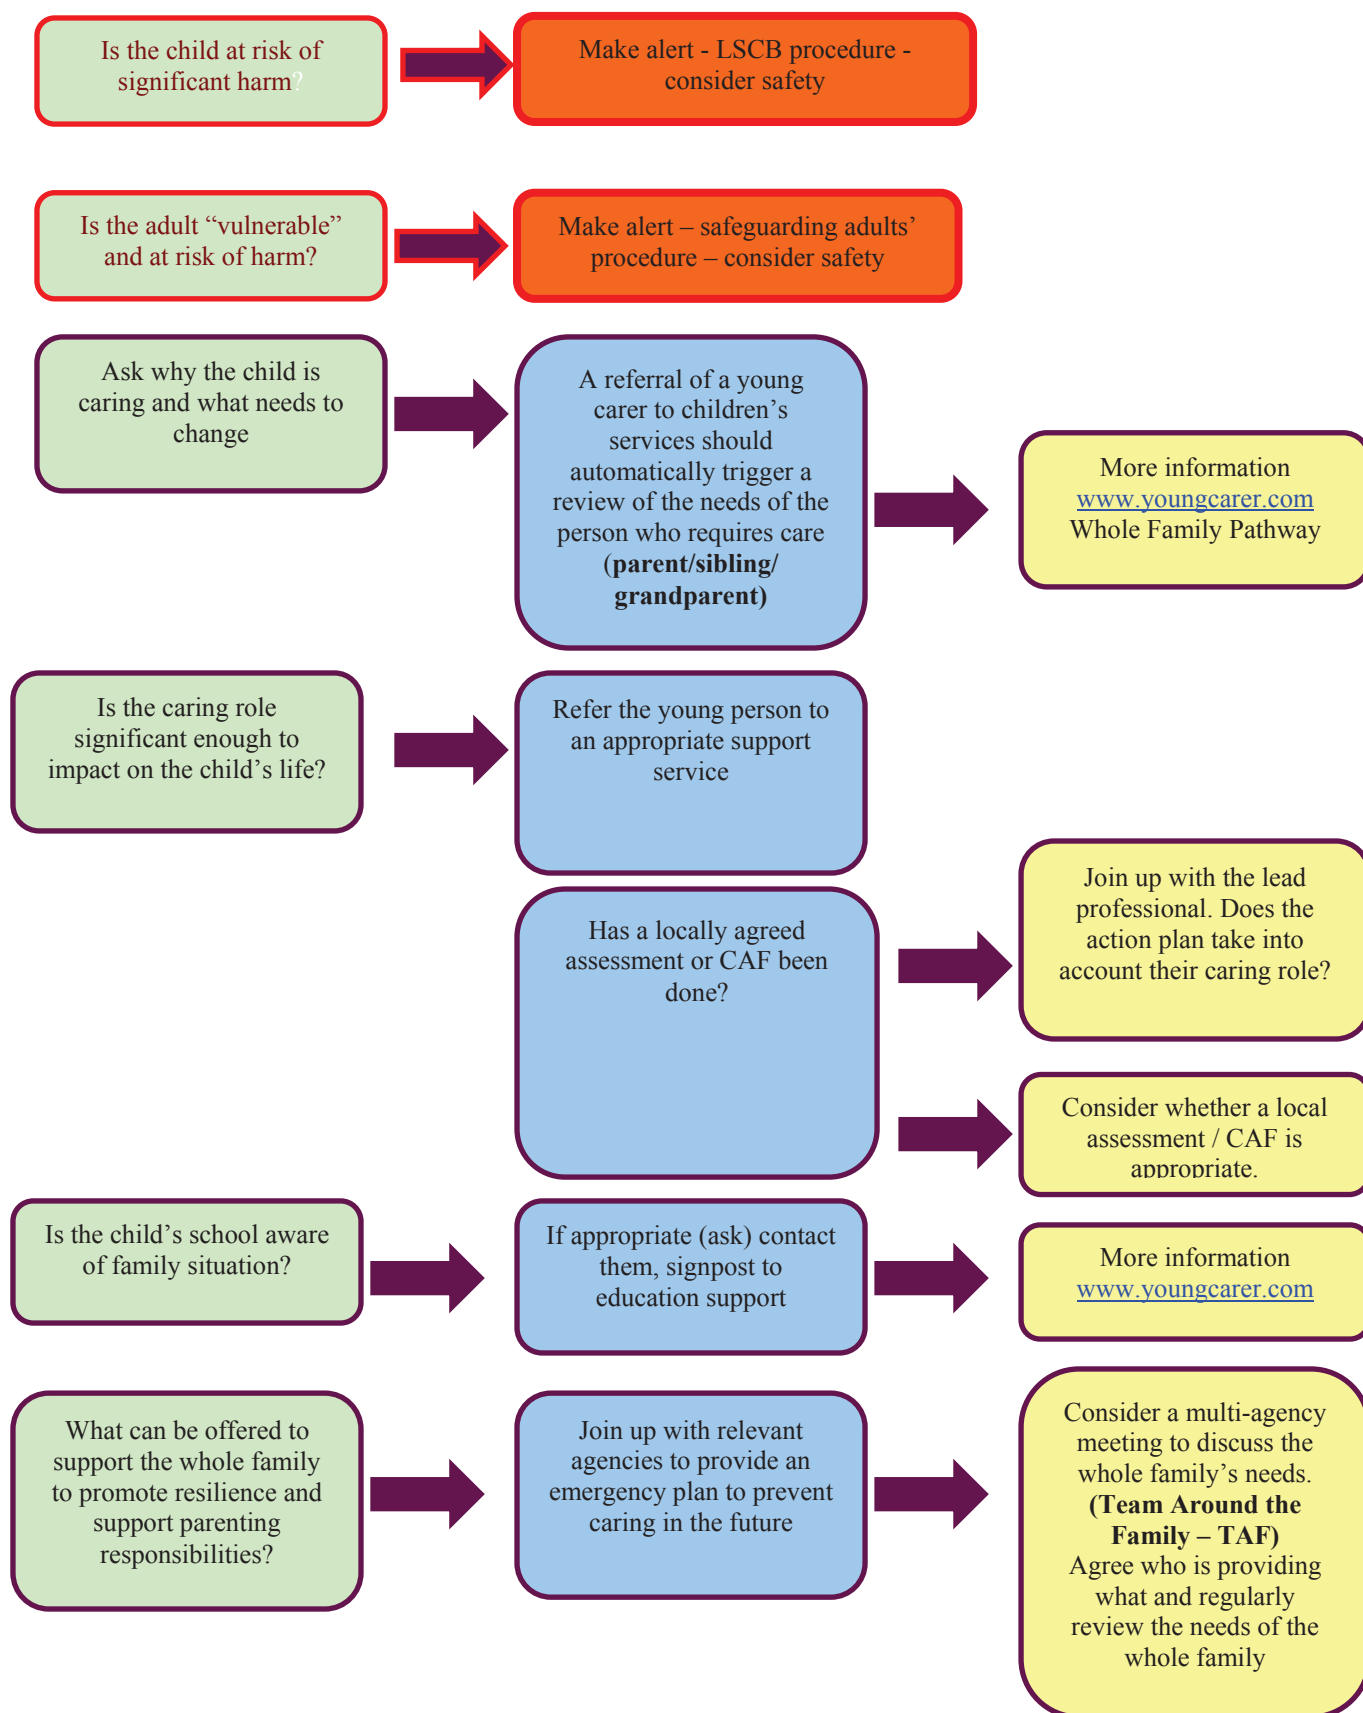 Is the child at risk of
significant harm?
Make alert - LSCB procedure -
consider safety
Is the adult “vulnerable”
and at risk of harm?
Make alert – safeguarding adults’
procedure – consider safety
Ask why the child is
caring and what needs to
change
A referral of a young
carer to children’s
services should
automatically trigger a
review of the needs of the
person who requires care
(parent/sibling/
grandparent)
More information
www.youngcarer.com
Whole Family Pathway
Is the caring role
significant enough to
impact on the child’s life?
Refer the young person to
an appropriate support
service
Has a locally agreed
assessment or CAF been
done?
Join up with the lead
professional. Does the
action plan take into
account their caring role?
Consider whether a local
assessment / CAF is
appropriate.
Is the child’s school aware
of family situation?
If appropriate (ask) contact
them, signpost to
education support
More information
www.youngcarer.com
What can be offered to
support the whole family
to promote resilience and
support parenting
responsibilities?
Join up with relevant
agencies to provide an
emergency plan to prevent
caring in the future
Consider a multi-agency
meeting to discuss the
whole family’s needs.
(Team Around the
Family – TAF)
Agree who is providing
what and regularly
review the needs of the
whole family